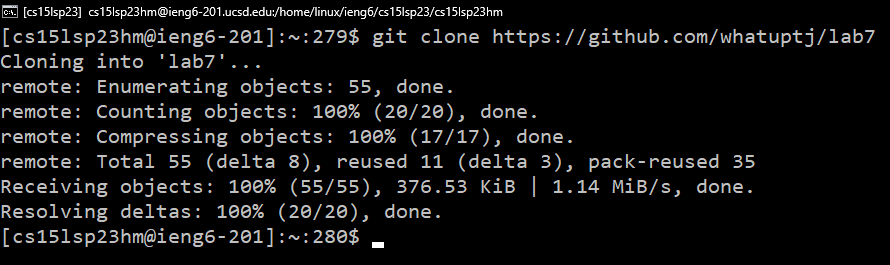 [cs15lsp23] cs15lsp23hm@ieng6-201.ucsd.edu:/home/linux/ieng6/cs15lsp23/cs15lsp23hm
[cs15lsp23hm@ieng6-201]:~:279$ git clone https://github.com/whatuptj/lab7
Cloning into 'lab7'...
remote: Enumerating objects: 55, done.
remote: Counting objects: 100% (20/20), done.
remote: Compressing objects: 100% (17/17), done.
remote: Total 55 (delta 8), reused 11 (delta 3), pack-reused 35
Receiving objects: 100% (55/55), 376.53 KiB | 1.14 MiB/s, done.
Resolving deltas: 100% (20/20), done.
[cs15lsp23hm@ieng6-201]:~:280$